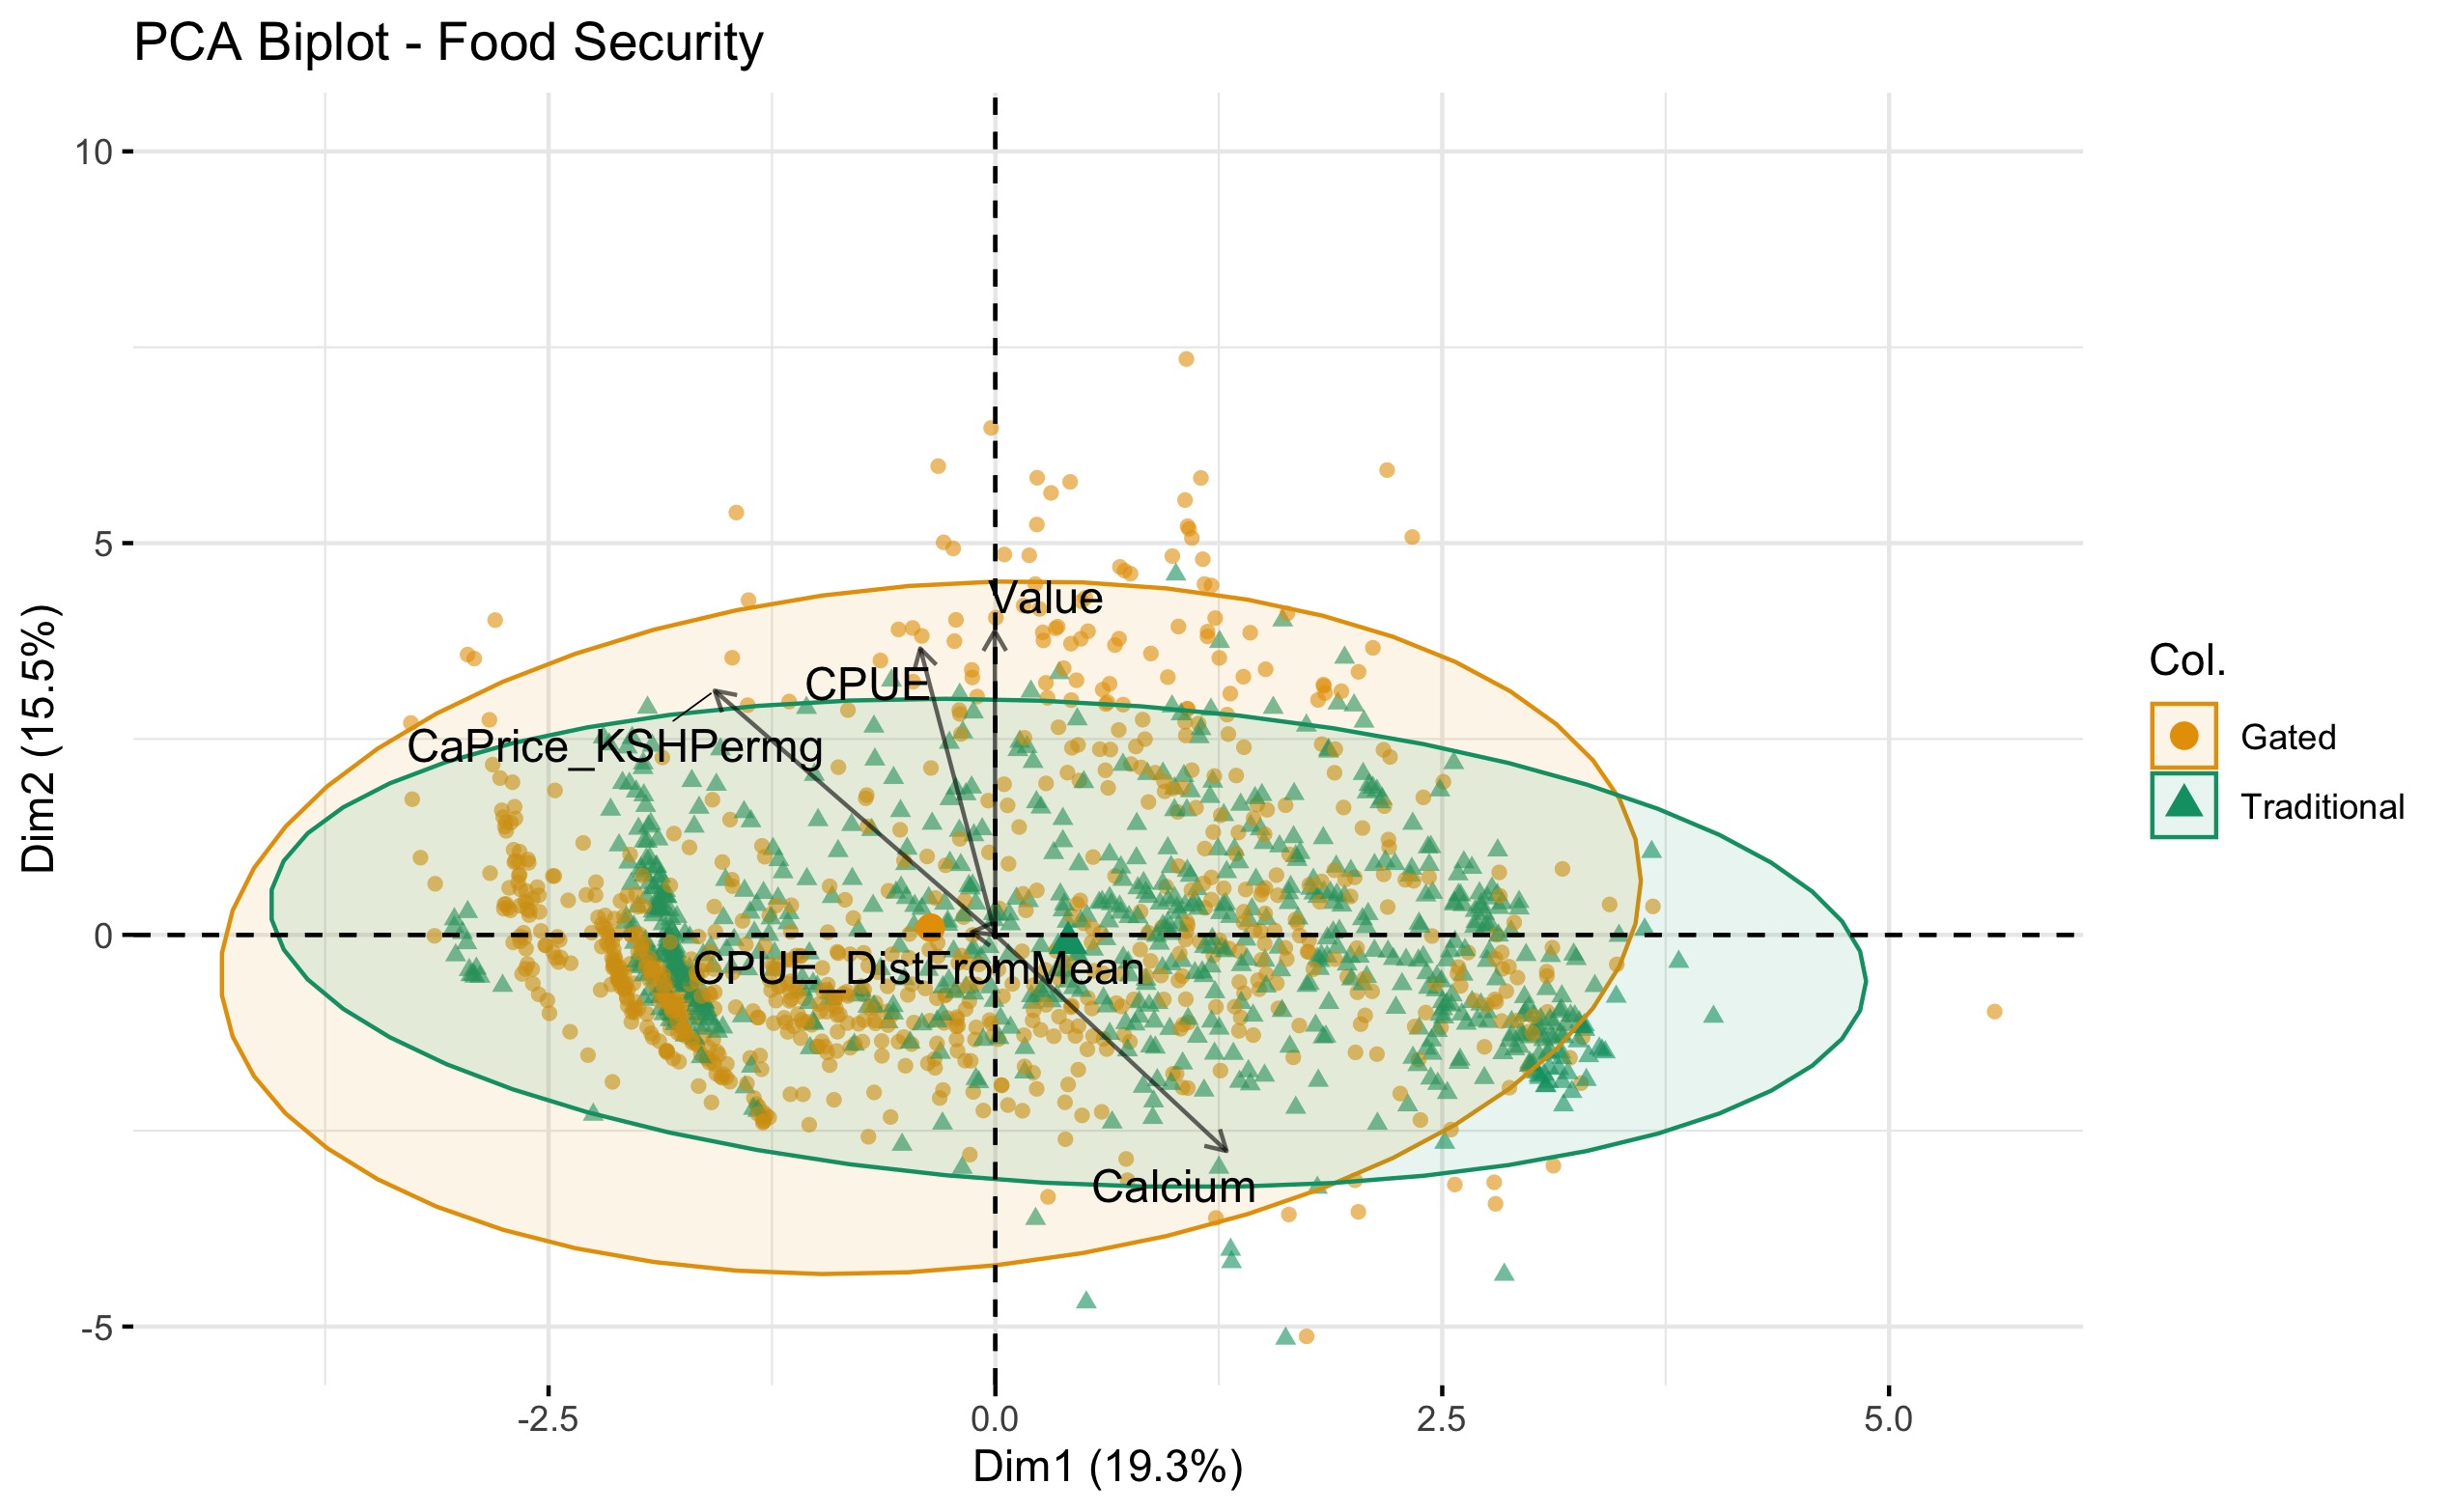 PCA Biplot - Food Security
10
5
0
-5
Dim2 (15.5%)
Value
CPUE
CaPrice_KSHPermg
CPUE_DistFromMean
Calcium
-2.5
0.0
2.5
5.0
Dim1 (19.3%)
Col.
Gated
Traditional